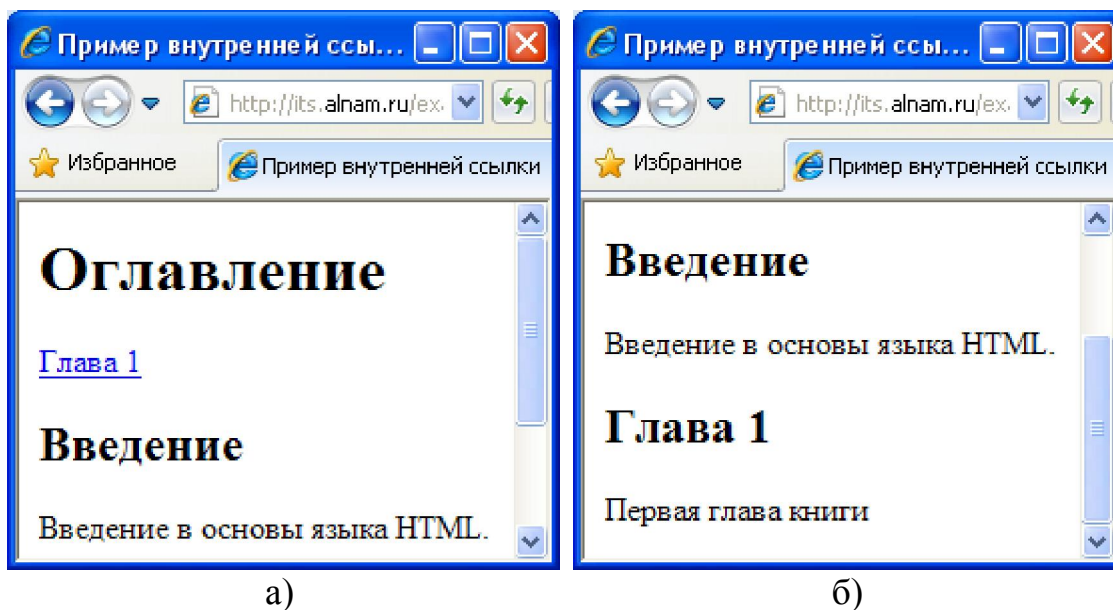 Пример внутренней ссы...
http://its.alnam.ru/ex
Избранное
Пример внутренней ссылки
Оглавление
Глава 1
Введение
Введение в основы языка HTML.
а)
Пример внутренней ссы...
http://its.alnam.ru/ex
Избранное
Пример внутренней ссылки
Введение
Введение в основы языка HTML.
Глава 1
Первая глава книги
б)